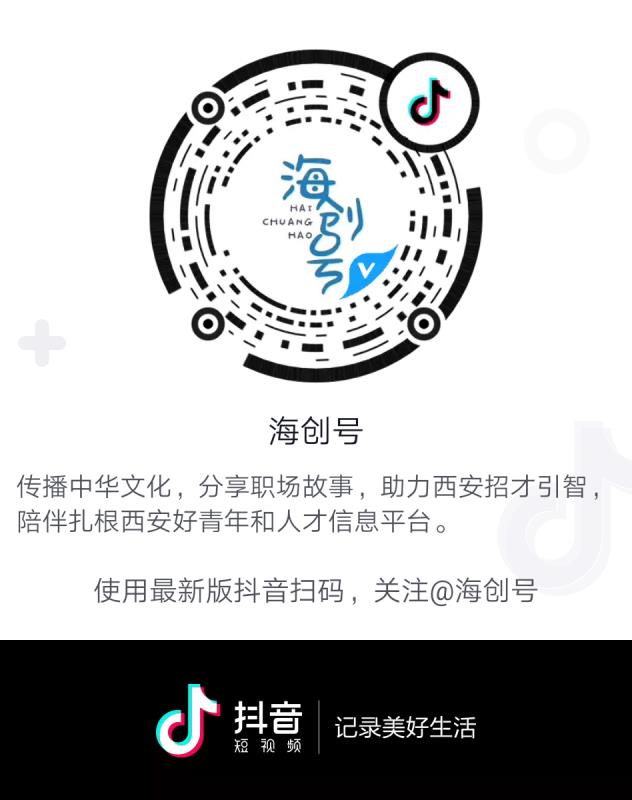 海创号
HAI
CHUANG
HAO
海创号
传播中华文化，分享职场故事，助力西安招才引智，
陪伴扎根西安好青年和人才信息平台。
使用最新版抖音扫码，关注@海创号
抖音
短视频
记录美好生活